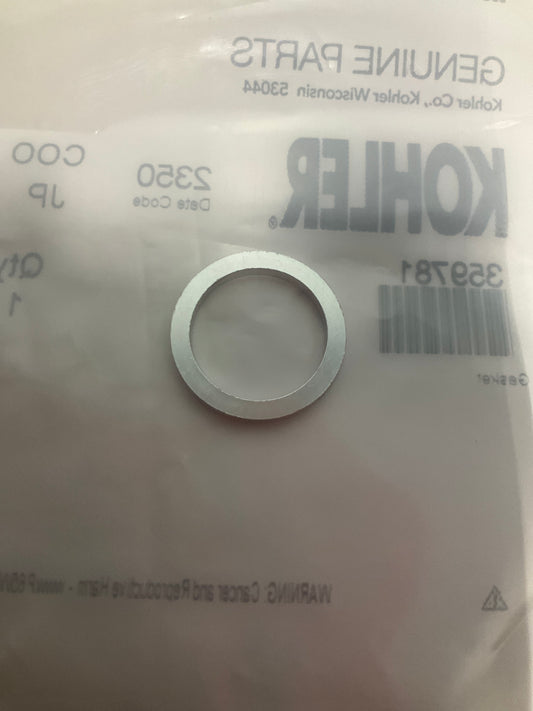 GENUINE PARTS
Kohler Co., Kohler Wisconsin 53044
KOHLER®
2350
Date Code
COO
JP
359781
Qty
1
Gasket
WARNING: Cancer and Reproductive Harm - www.P65W